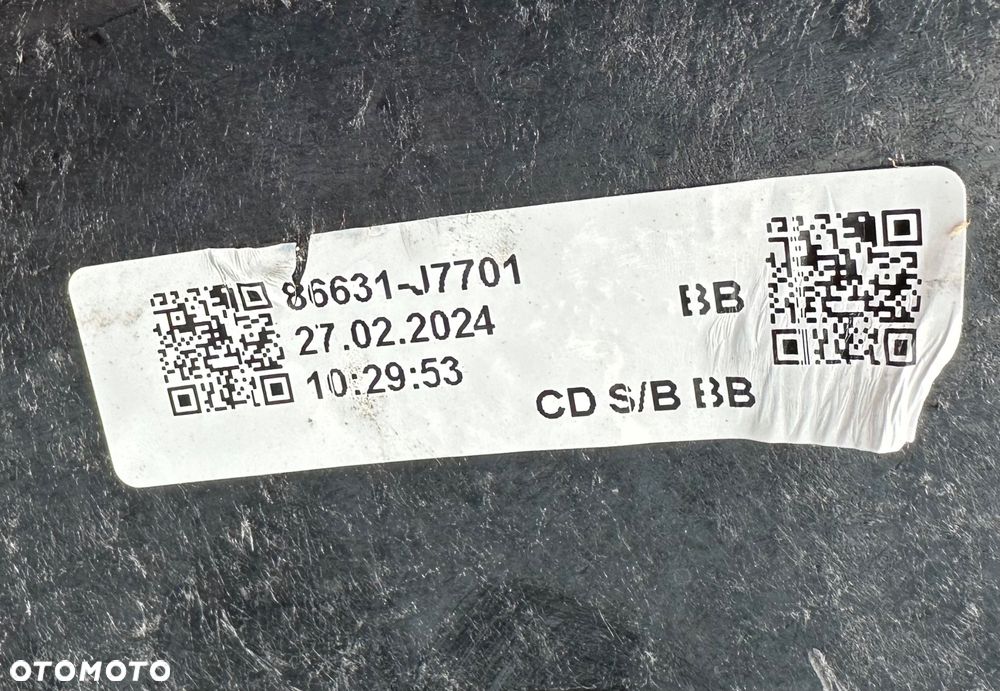 86631-J7701
27.02.2024
10:29:53
BB
CD S/B BB
OTOMOTO